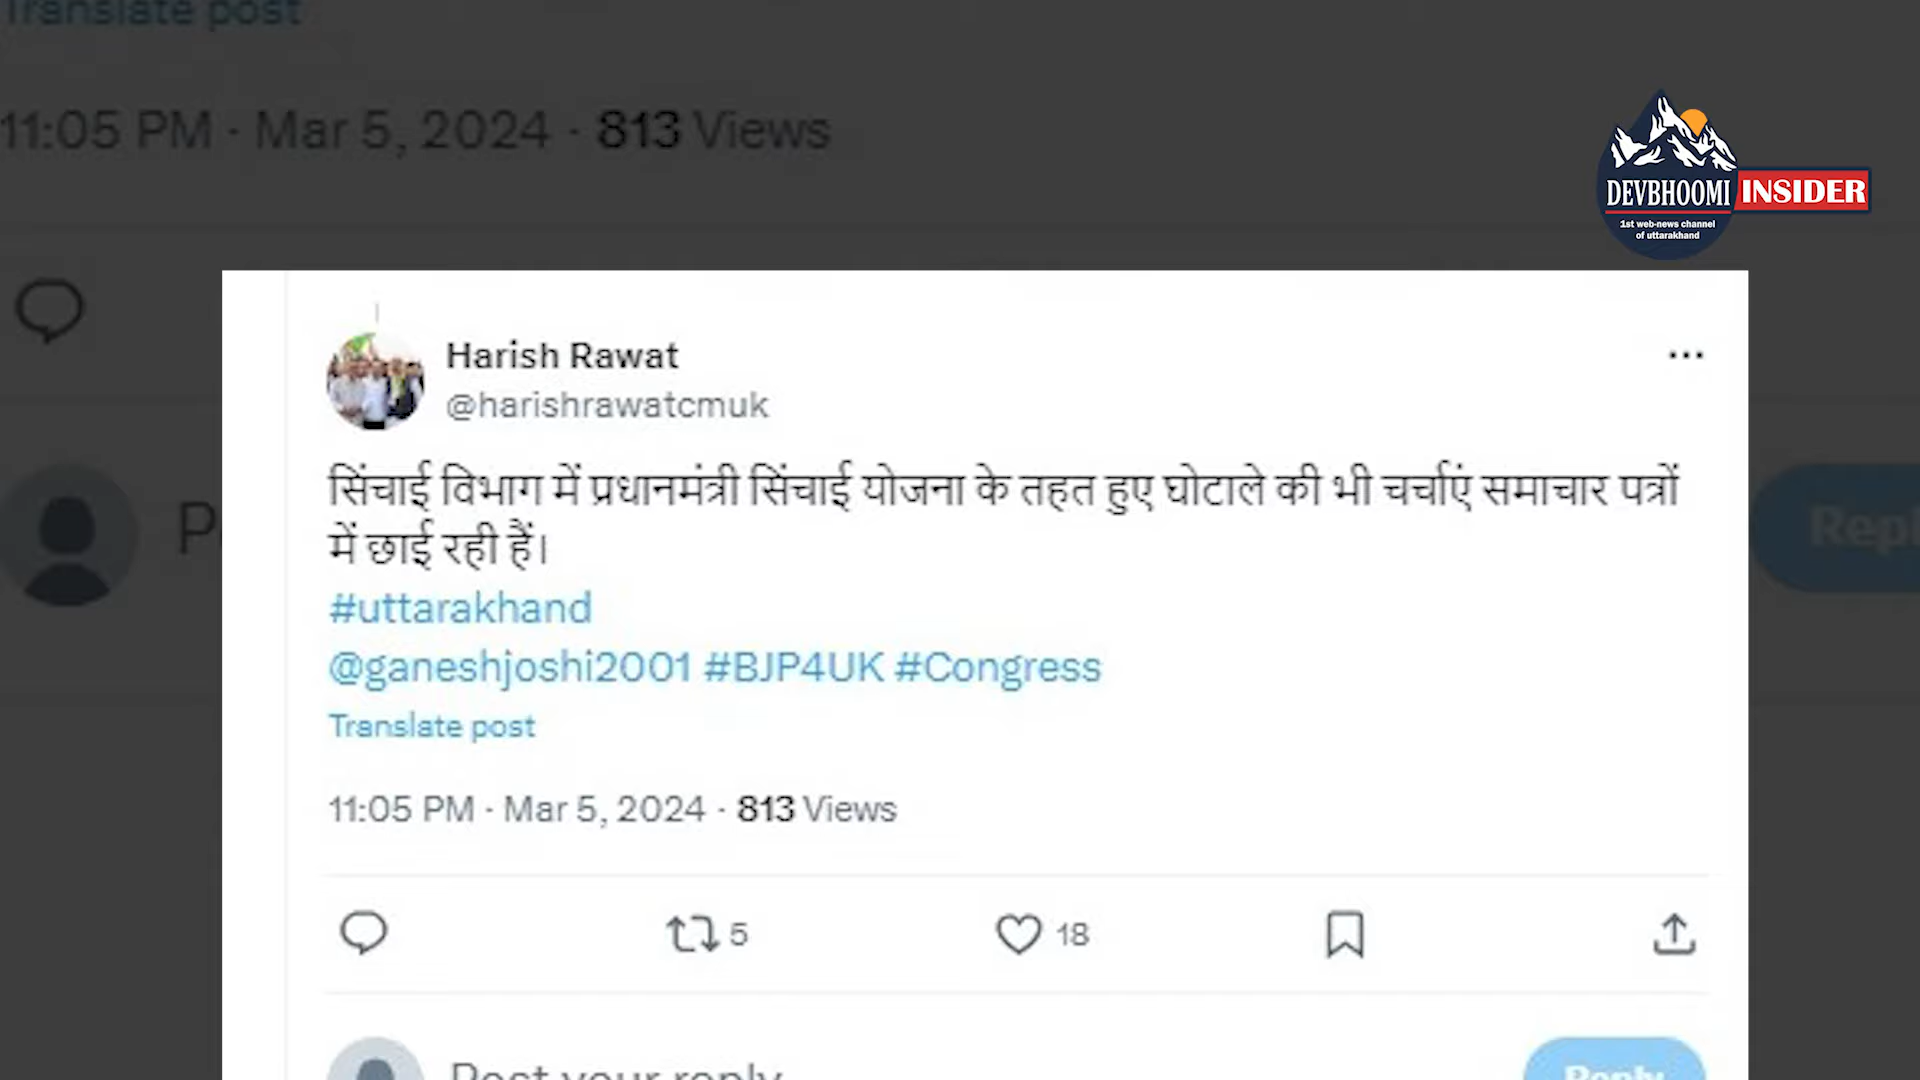 Translate post
11:05 PM · Mar 5, 2024 · 813 Views
DEVBHOOMI INSIDER
1st web-news channel
of uttarakhand
Harish Rawat
@harishrawatcmuk
सिंचाई विभाग में प्रधानमंत्री सिंचाई योजना के तहत हुए घोटाले की भी चर्चाएं समाचार पत्रों
में छाई रही हैं।
#uttarakhand
@ganeshjoshi2001 #BJP4UK #Congress
Translate post
11:05 PM · Mar 5, 2024 · 813 Views
5
18
Post your reply
Reply